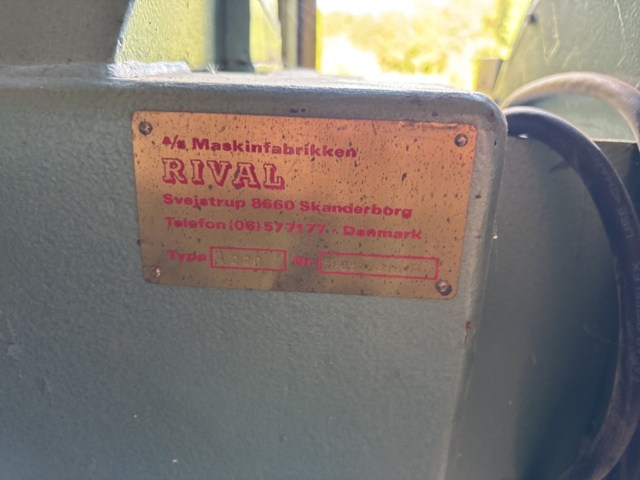 A/s Maskinfabrikken
RIVAL
Svejstrup 8660 Skanderborg
Telefon (06) 577177 - Danmark
Type Nr.